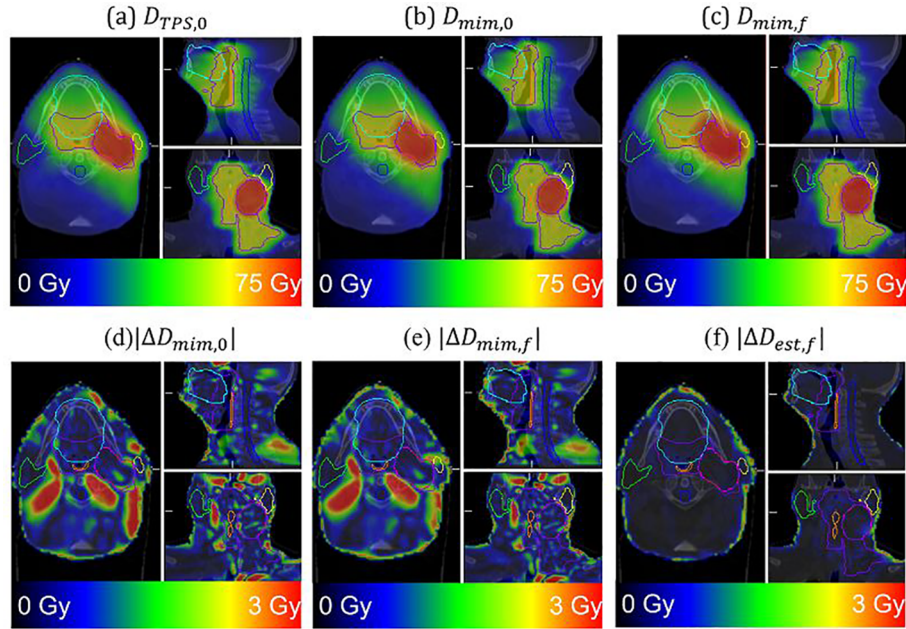 (a) D_{TPS,0}
(b) D_{mim,0}
(c) D_{mim,f}
0 Gy 75 Gy
0 Gy 75 Gy
0 Gy 75 Gy
(d)|ΔD_{mim,0}|
(e) |ΔD_{mim,f}|
(f) |ΔD_{est,f}|
0 Gy 3 Gy
0 Gy 3 Gy
0 Gy 3 Gy